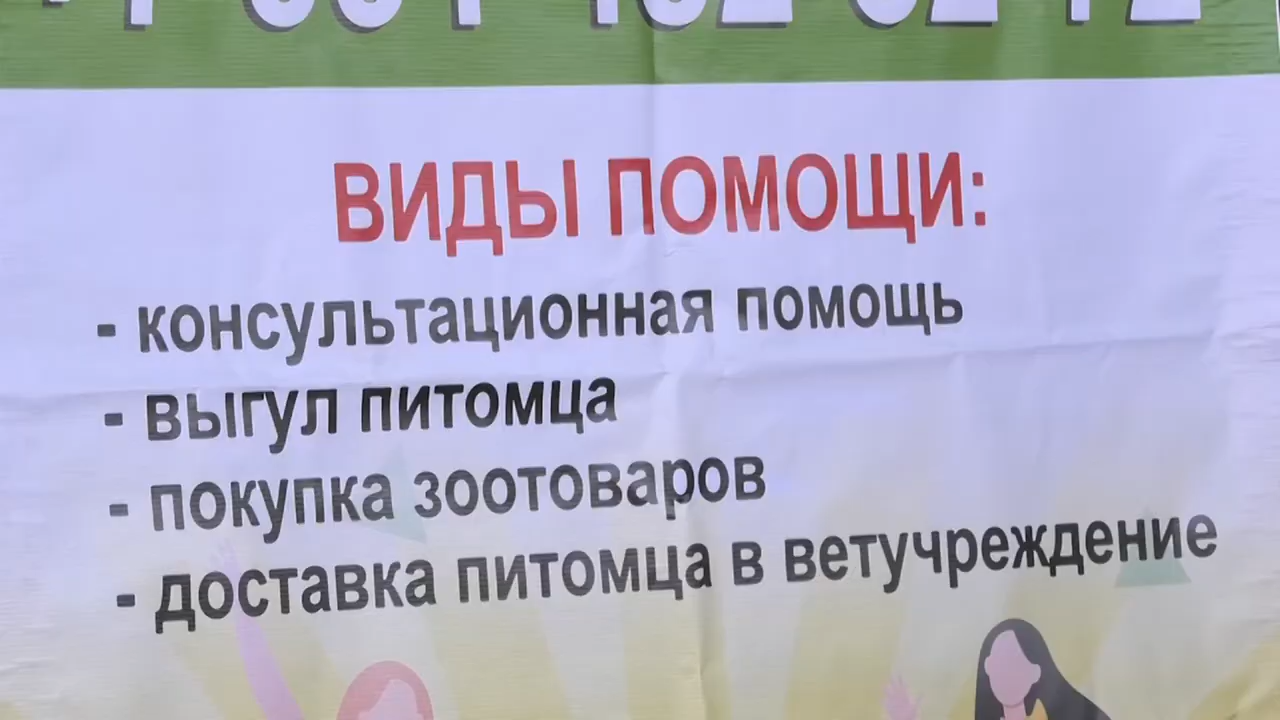 ВИДЫ ПОМОЩИ:
- консультационная помощь
- выгул питомца
- покупка зоотоваров
- доставка питомца в ветучреждение